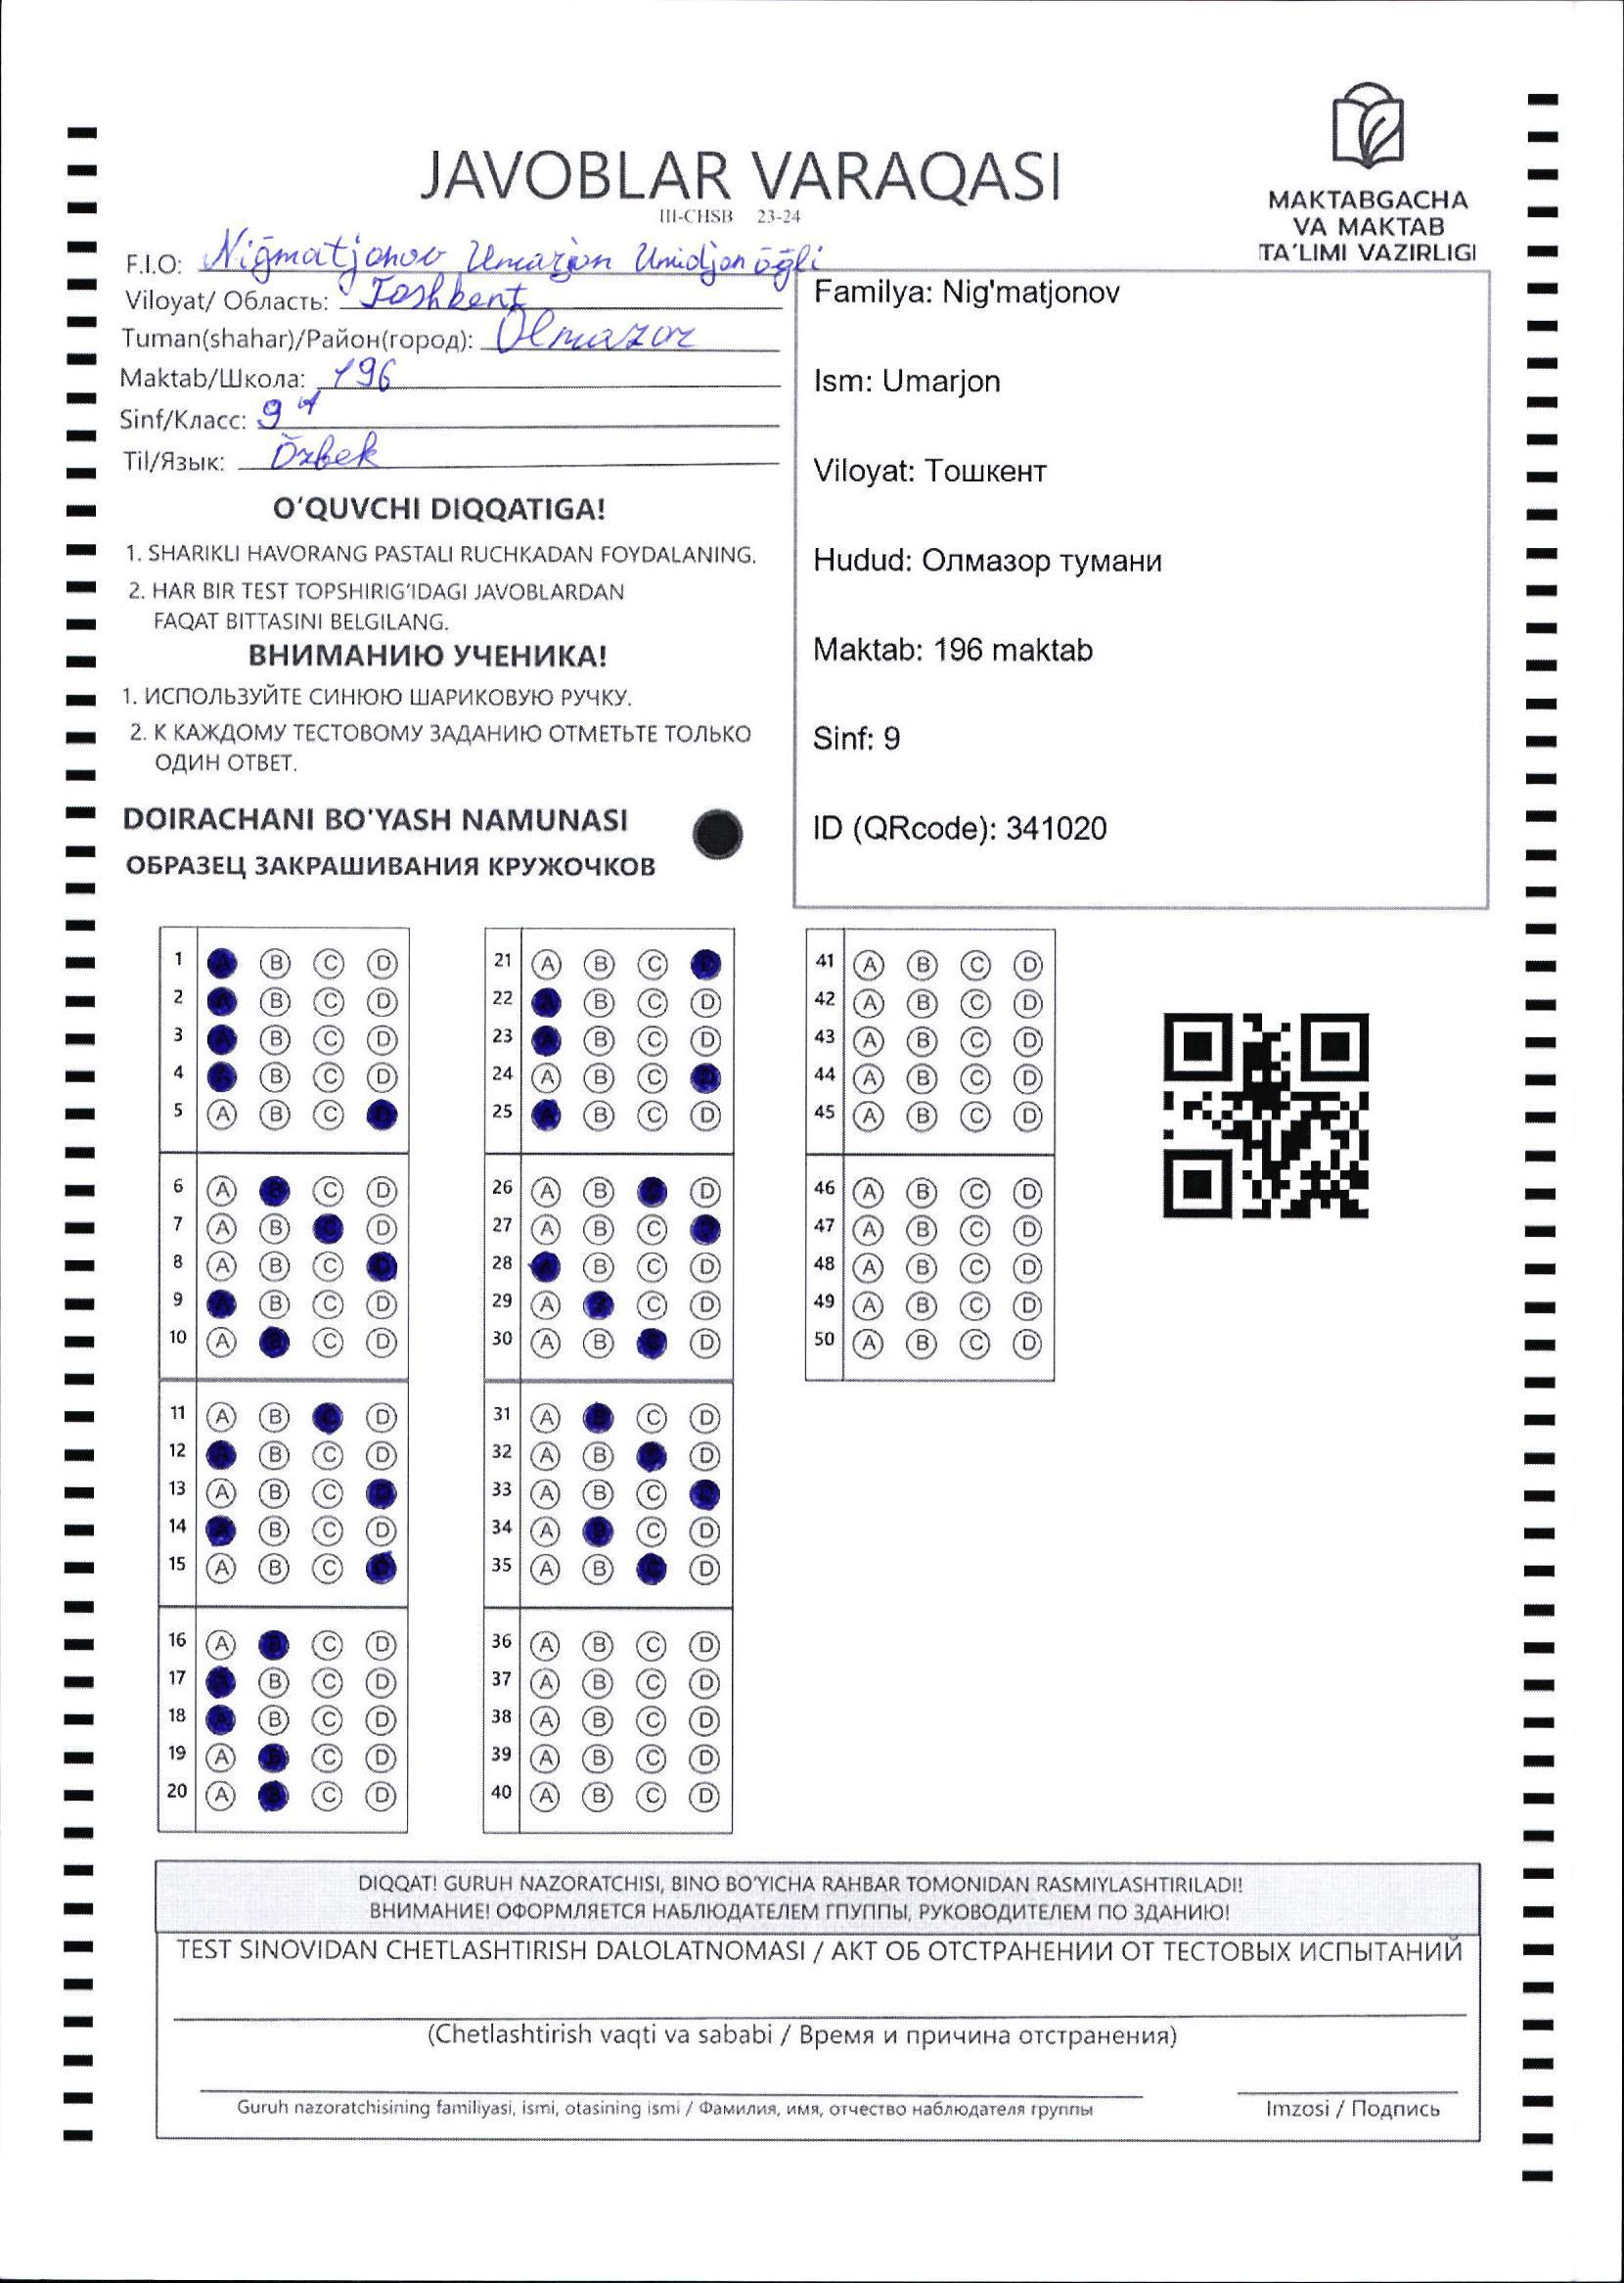 JAVOBLAR VARAQASI
III-CHSB 23-24
MAKTABGACHA
VA MAKTAB
TA'LIMI VAZIRLIGI
F.I.O: Niğmatjonov Umarjon Umidjon öğli
Viloyat/ Область: Toshkent
Tuman(shahar)/Район(город): Olmazor
Maktab/Школа: 196
Sinf/Класс: 9 A
Til/Язык: Özbek
Familya: Nig'matjonov
Ism: Umarjon
Viloyat: Тошкент
Hudud: Олмазор тумани
Maktab: 196 maktab
Sinf: 9
ID (QRcode): 341020
O'QUVCHI DIQQATIGA!
1. SHARIKLI HAVORANG PASTALI RUCHKADAN FOYDALANING.
2. HAR BIR TEST TOPSHIRIG'IDAGI JAVOBLARDAN
FAQAT BITTASINI BELGILANG.
ВНИМАНИЮ УЧЕНИКА!
1. ИСПОЛЬЗУЙТЕ СИНЮЮ ШАРИКОВУЮ РУЧКУ.
2. К КАЖДОМУ ТЕСТОВОМУ ЗАДАНИЮ ОТМЕТЬТЕ ТОЛЬКО
ОДИН ОТВЕТ.
DOIRACHANI BO'YASH NAMUNASI
ОБРАЗЕЦ ЗАКРАШИВАНИЯ КРУЖОЧКОВ
1 A B C D
2 A B C D
3 A B C D
4 A B C D
5 A B C D
6 A B C D
7 A B C D
8 A B C D
9 A B C D
10 A B C D
11 A B C D
12 A B C D
13 A B C D
14 A B C D
15 A B C D
16 A B C D
17 A B C D
18 A B C D
19 A B C D
20 A B C D
21 A B C D
22 A B C D
23 A B C D
24 A B C D
25 A B C D
26 A B C D
27 A B C D
28 A B C D
29 A B C D
30 A B C D
31 A B C D
32 A B C D
33 A B C D
34 A B C D
35 A B C D
36 A B C D
37 A B C D
38 A B C D
39 A B C D
40 A B C D
41 A B C D
42 A B C D
43 A B C D
44 A B C D
45 A B C D
46 A B C D
47 A B C D
48 A B C D
49 A B C D
50 A B C D
DIQQAT! GURUH NAZORATCHISI, BINO BO'YICHA RAHBAR TOMONIDAN RASMIYLASHTIRILADI!
ВНИМАНИЕ! ОФОРМЛЯЕТСЯ НАБЛЮДАТЕЛЕМ ГПУППЫ, РУКОВОДИТЕЛЕМ ПО ЗДАНИЮ!
TEST SINOVIDAN CHETLASHTIRISH DALOLATNOMASI / АКТ ОБ ОТСТРАНЕНИИ ОТ ТЕСТОВЫХ ИСПЫТАНИЙ
(Chetlashtirish vaqti va sababi / Время и причина отстранения)
Guruh nazoratchisining familiyasi, ismi, otasining ismi / Фамилия, имя, отчество наблюдателя группы
Imzosi / Подпись